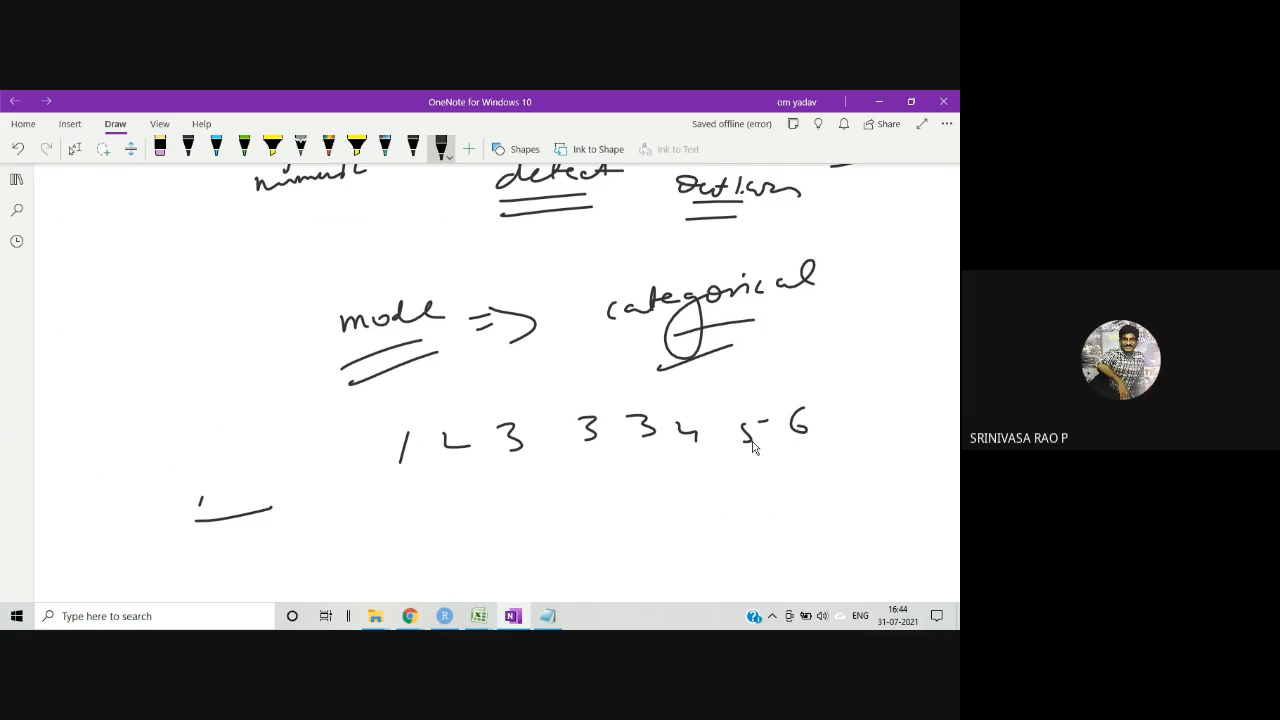 OneNote for Windows 10
om yadav
Home Insert Draw View Help
Saved offline (error)
Share
Shapes
Ink to Shape
Ink to Text
detect
mode => categorical
1 2 3 3 3 4 5 6
SRINIVASA RAO P
Type here to search
ENG
16:44
31-07-2021